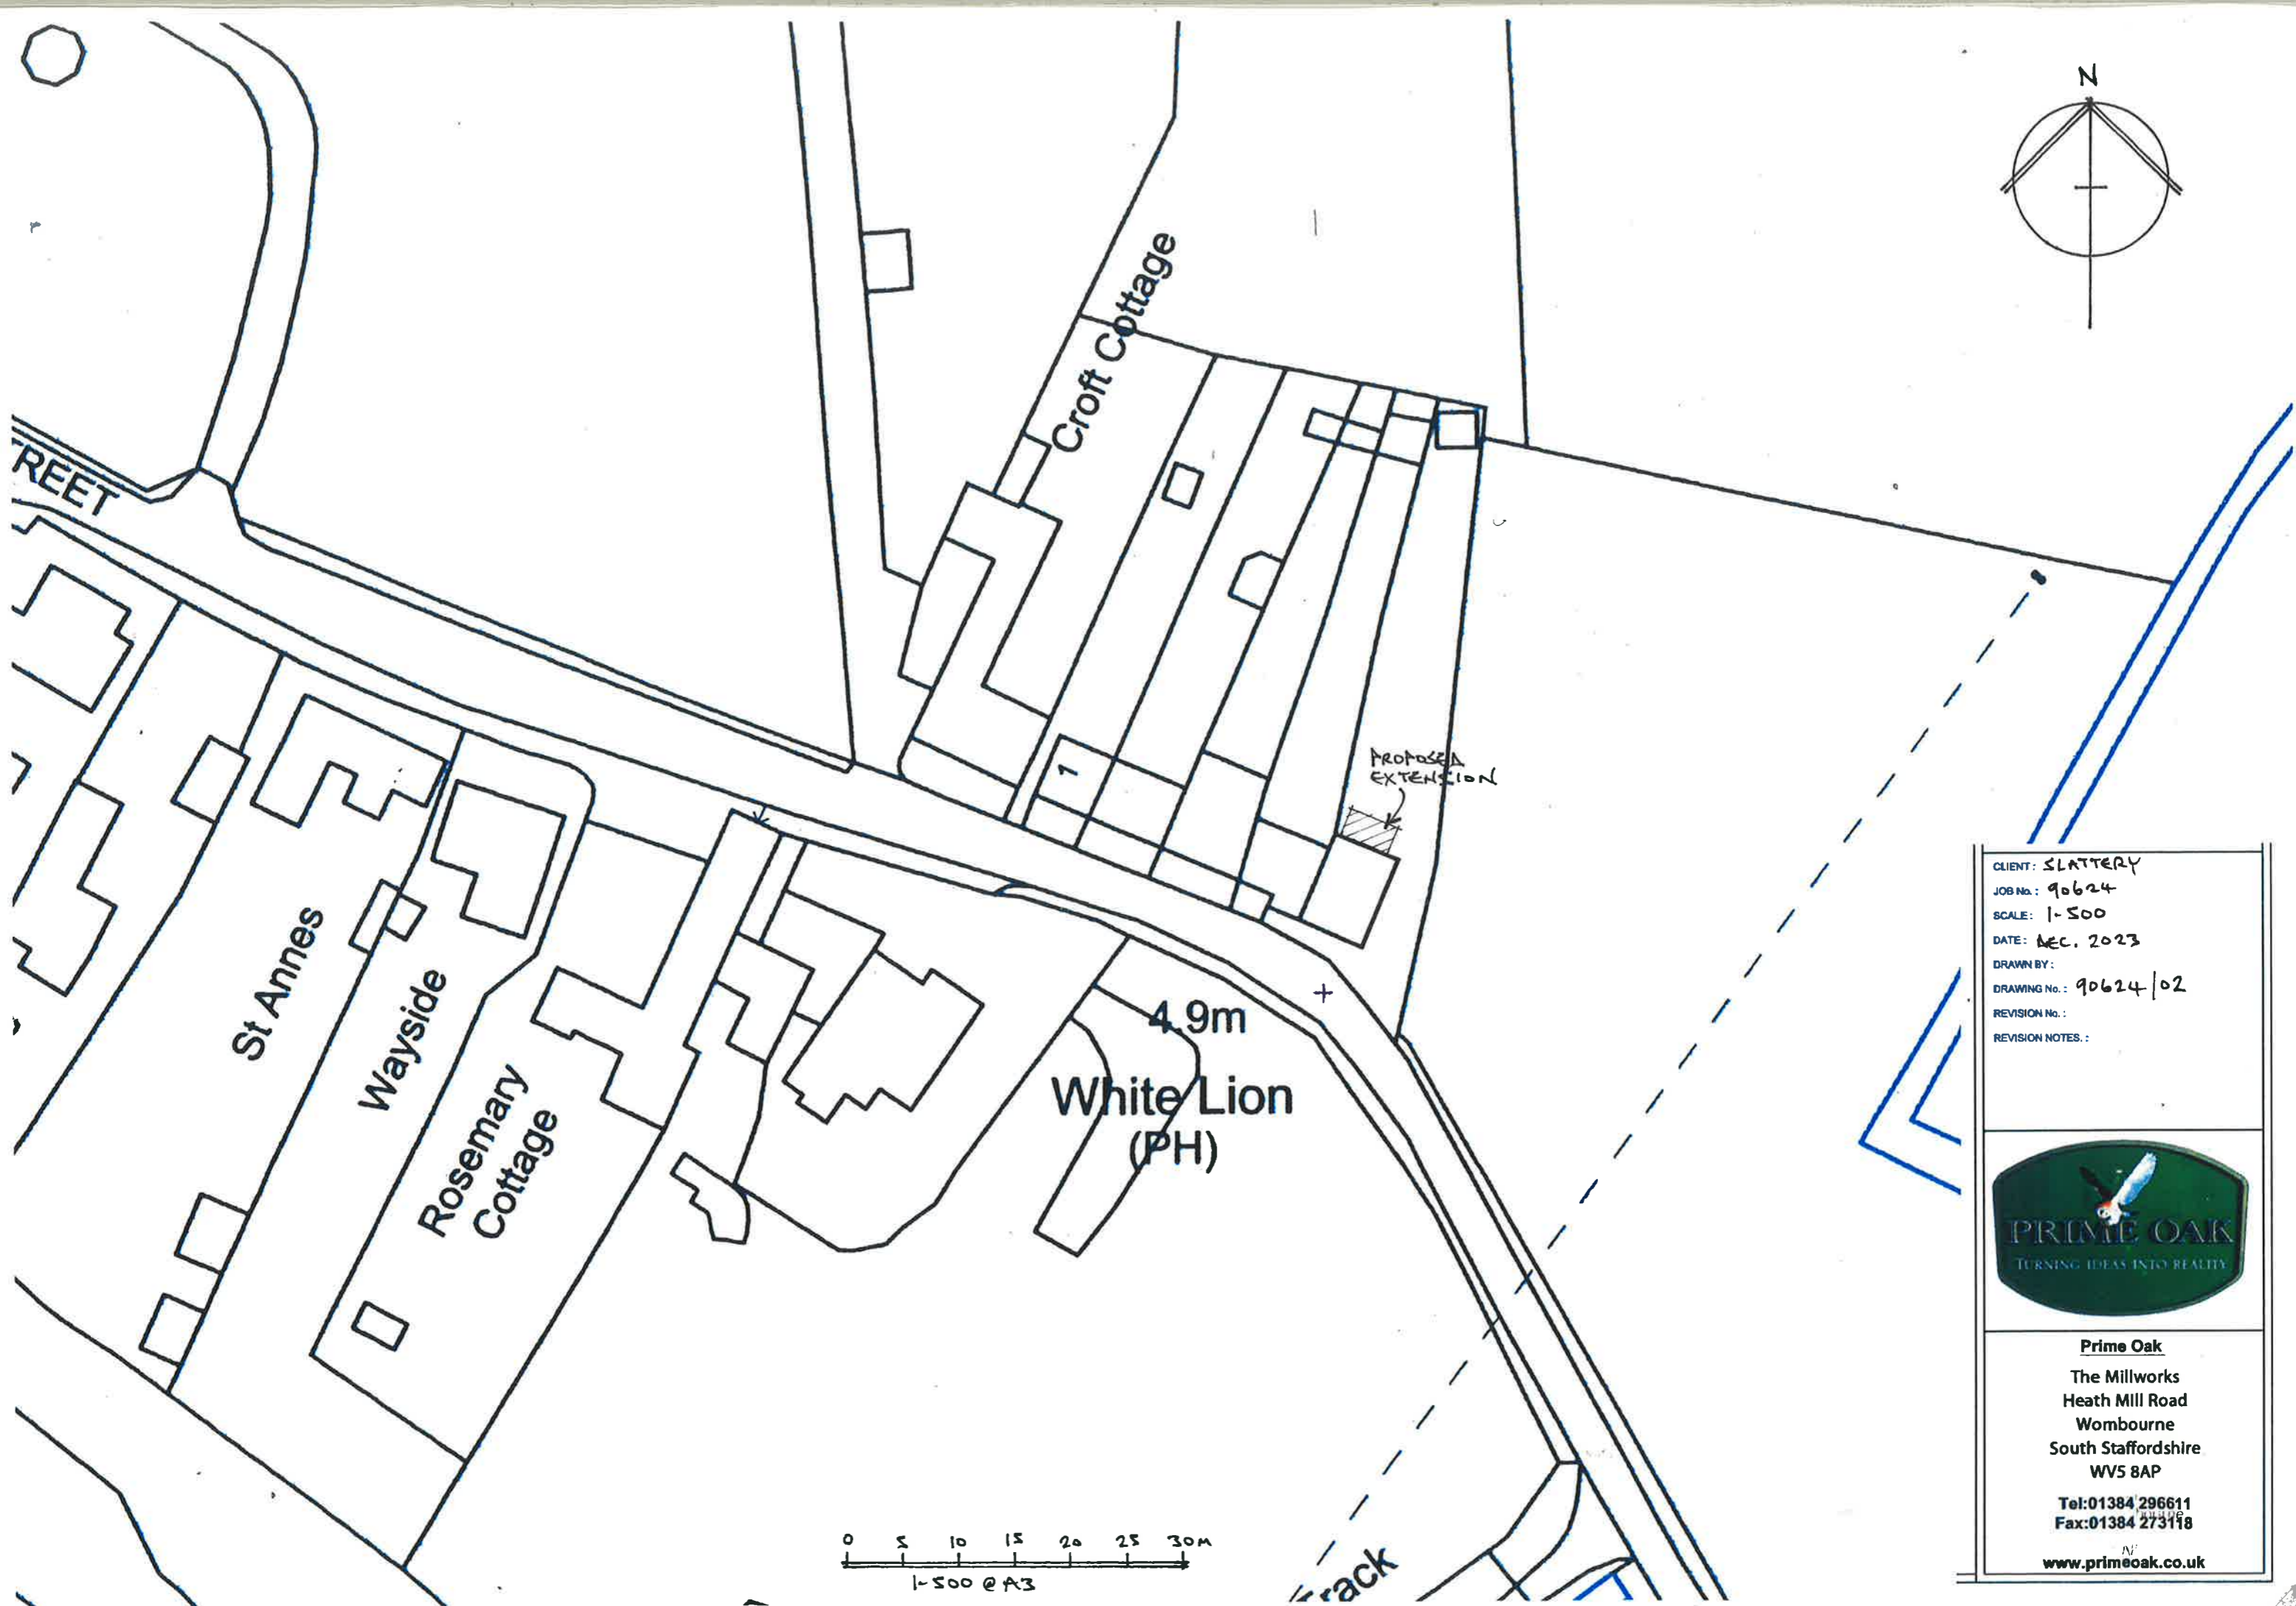 N
Croft Cottage
TREET
1
PROPOSED
EXTENSION
St Annes
Wayside
Rosemary
Cottage
4.9m
White Lion
(PH)
Track
0 5 10 15 20 25 30M
1-500 @ A3
CLIENT: SLATTERY
JOB No.: 90624
SCALE: 1-500
DATE: DEC. 2023
DRAWN BY:
DRAWING No.: 90624/02
REVISION No.:
REVISION NOTES.:
PRIME OAK
TURNING IDEAS INTO REALITY
Prime Oak
The Millworks
Heath Mill Road
Wombourne
South Staffordshire
WV5 8AP
Tel:01384 296611
Fax:01384 273118
www.primeoak.co.uk